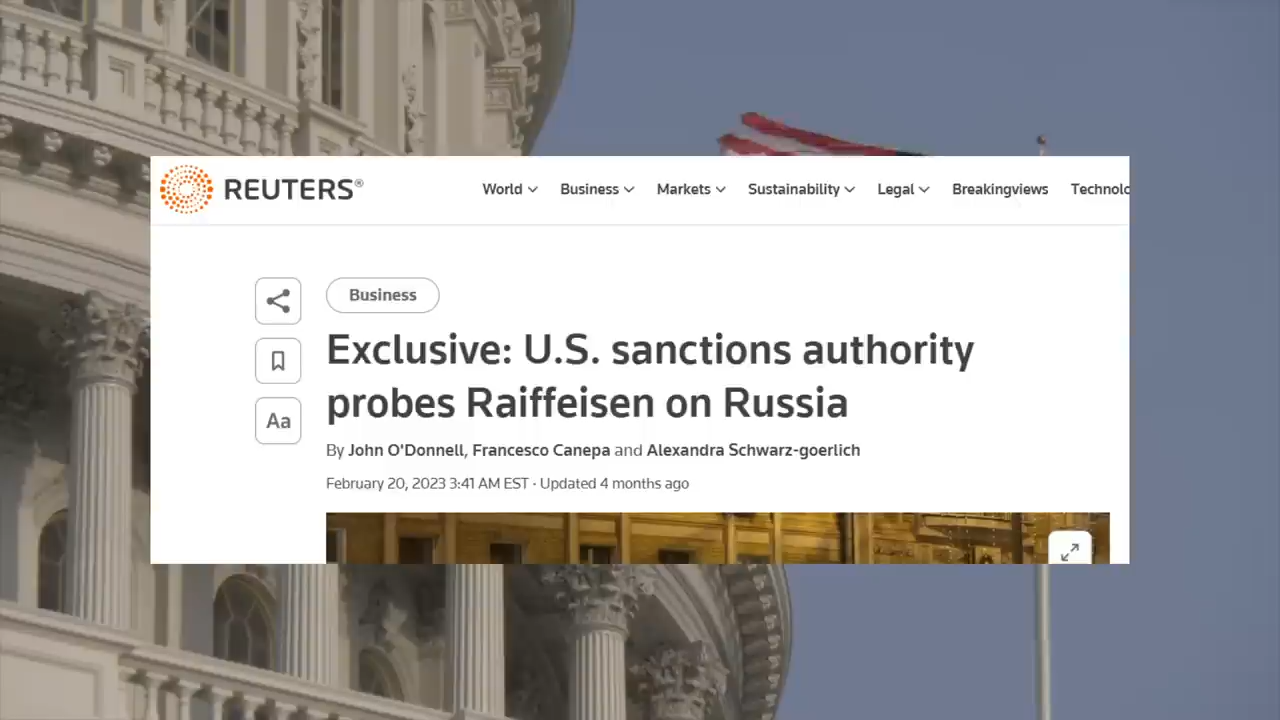 REUTERS®
World Business Markets Sustainability Legal Breakingviews
Business
Exclusive: U.S. sanctions authority
probes Raiffeisen on Russia
Aa
By John O'Donnell, Francesco Canepa and Alexandra Schwarz-goerlich
February 20, 2023 3:41 AM EST · Updated 4 months ago